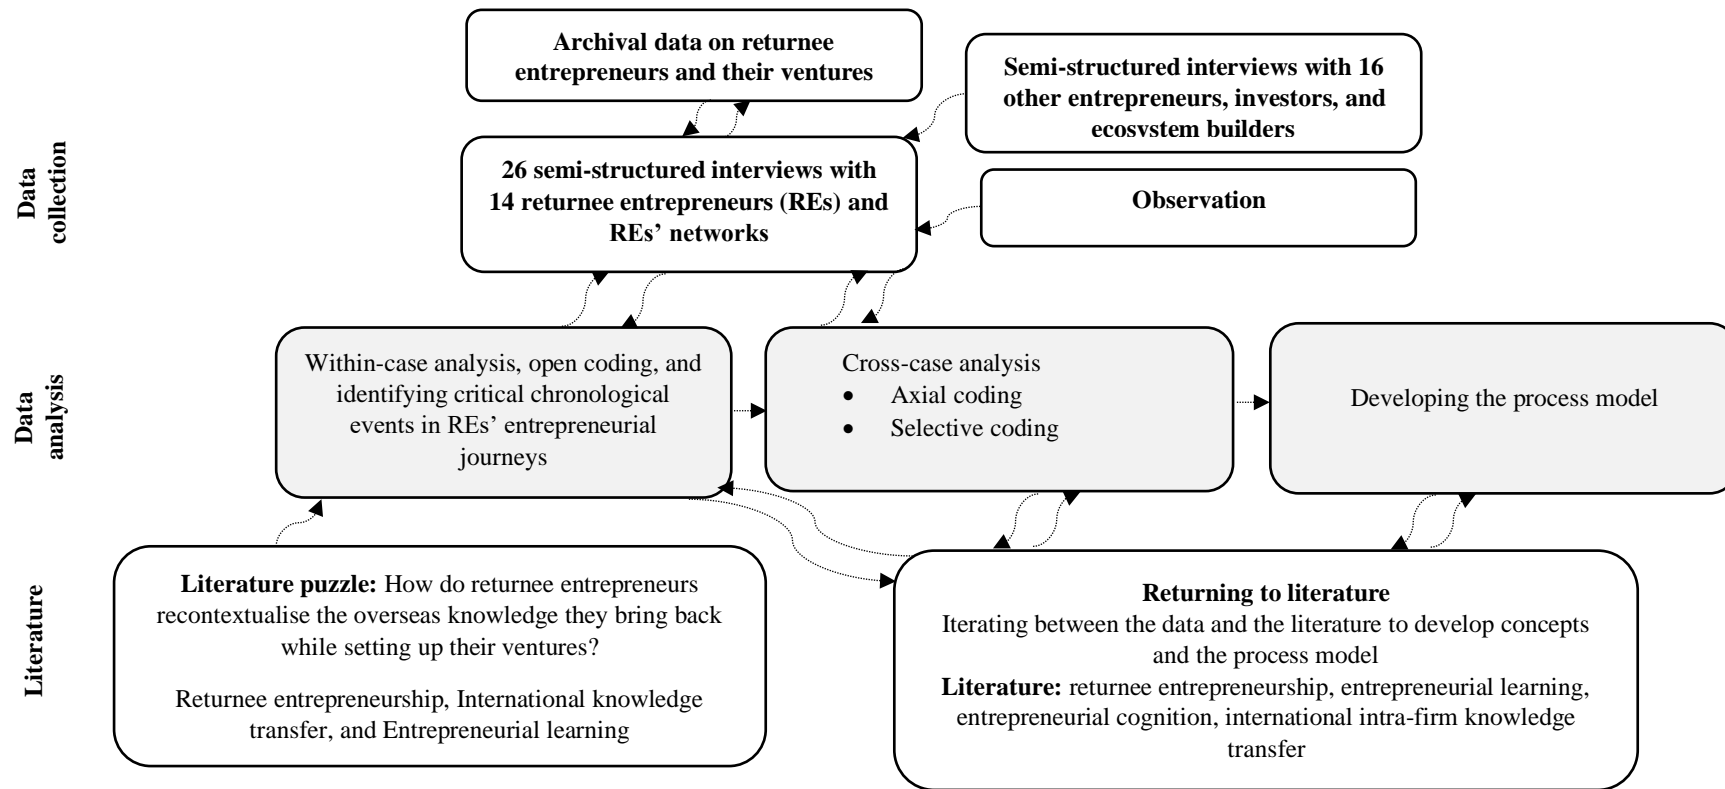 Archival data on returnee
entrepreneurs and their ventures
Semi-structured interviews with 16
other entrepreneurs, investors, and
ecosystem builders
Data
collection
26 semi-structured interviews with
14 returnee entrepreneurs (REs) and
REs’ networks
Observation
Data
analysis
Within-case analysis, open coding, and
identifying critical chronological
events in REs’ entrepreneurial
journeys
Cross-case analysis
• Axial coding
• Selective coding
Developing the process model
Literature
Literature puzzle: How do returnee entrepreneurs
recontextualise the overseas knowledge they bring back
while setting up their ventures?
Returnee entrepreneurship, International knowledge
transfer, and Entrepreneurial learning
Returning to literature
Iterating between the data and the literature to develop concepts
and the process model
Literature: returnee entrepreneurship, entrepreneurial learning,
entrepreneurial cognition, international intra-firm knowledge
transfer